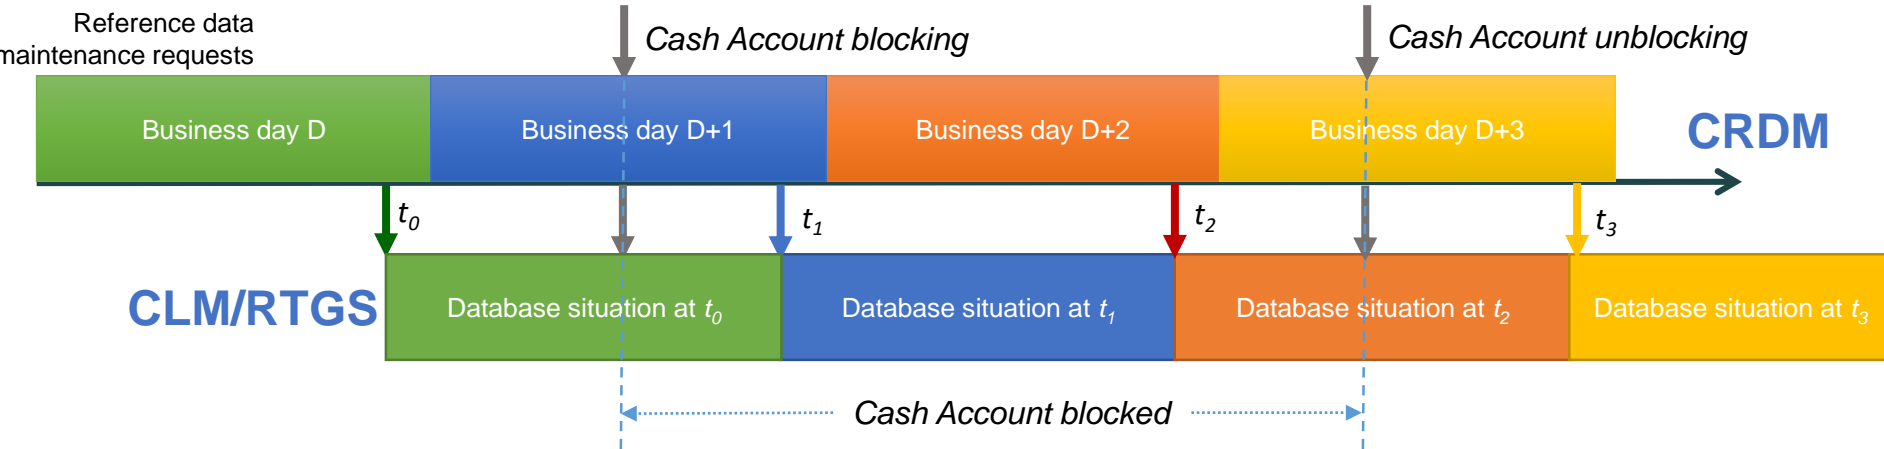 Reference data
maintenance requests
Cash Account blocking
Cash Account unblocking
Business day D
Business day D+1
Business day D+2
Business day D+3
CRDM
t0
t1
t2
t3
CLM/RTGS
Database situation at t0
Database situation at t1
Database situation at t2
Database situation at t3
Cash Account blocked